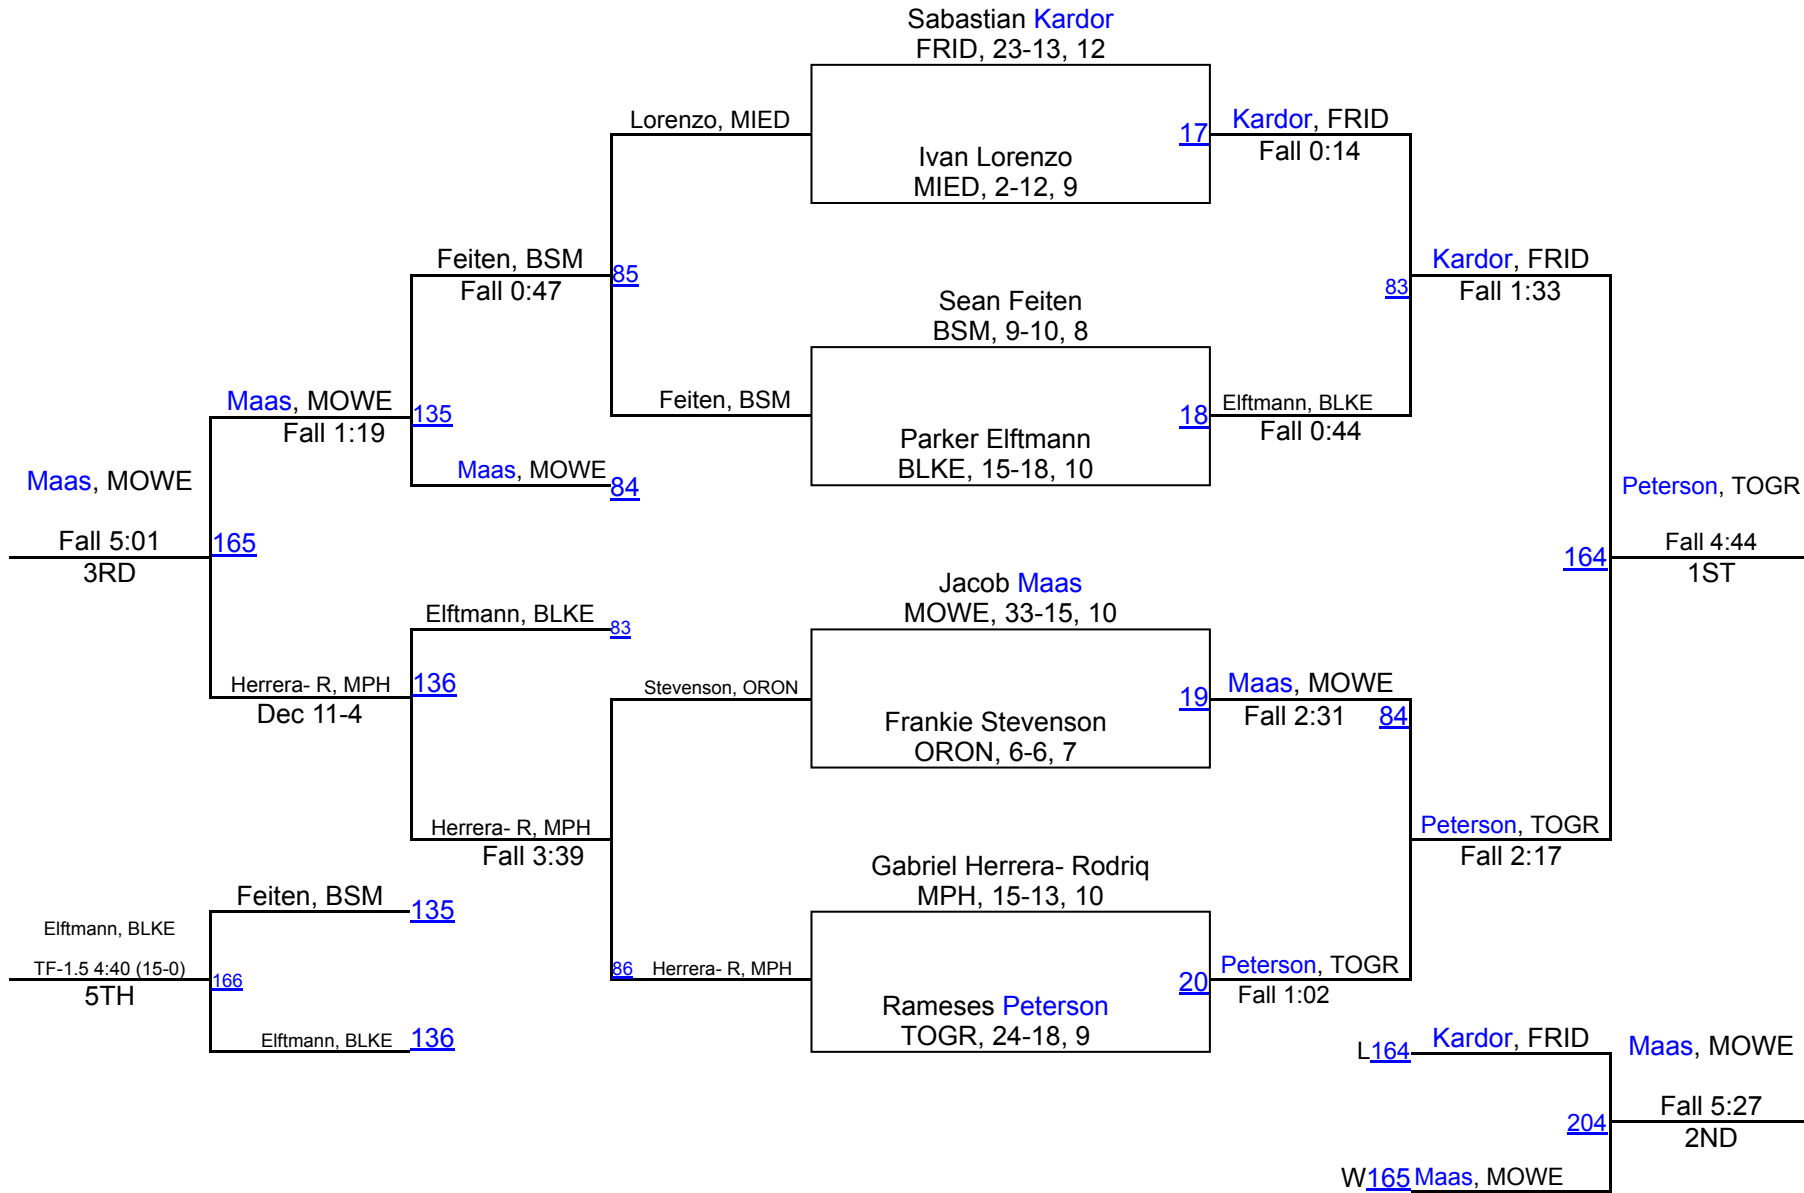 Sabastian Kardor
FRID, 23-13, 12
Lorenzo, MIED
17
Kardor, FRID
Fall 0:14
Ivan Lorenzo
MIED, 2-12, 9
Feiten, BSM
Fall 0:47
85
Kardor, FRID
Fall 1:33
83
Sean Feiten
BSM, 9-10, 8
Maas, MOWE
Fall 1:19
135
Feiten, BSM
18
Elftmann, BLKE
Fall 0:44
Parker Elftmann
BLKE, 15-18, 10
Maas, MOWE
84
Maas, MOWE
Fall 5:01
3RD
165
Peterson, TOGR
Fall 4:44
1ST
164
Jacob Maas
MOWE, 33-15, 10
Elftmann, BLKE
83
Herrera- R, MPH
Dec 11-4
136
Stevenson, ORON
19
Maas, MOWE
Fall 2:31
84
Frankie Stevenson
ORON, 6-6, 7
Herrera- R, MPH
Fall 3:39
Peterson, TOGR
Fall 2:17
Gabriel Herrera- Rodriq
MPH, 15-13, 10
Feiten, BSM
135
Elftmann, BLKE
TF-1.5 4:40 (15-0)
5TH
166
86
Herrera- R, MPH
20
Peterson, TOGR
Fall 1:02
Rameses Peterson
TOGR, 24-18, 9
Elftmann, BLKE
136
L164
Kardor, FRID
Maas, MOWE
Fall 5:27
2ND
204
W165 Maas, MOWE